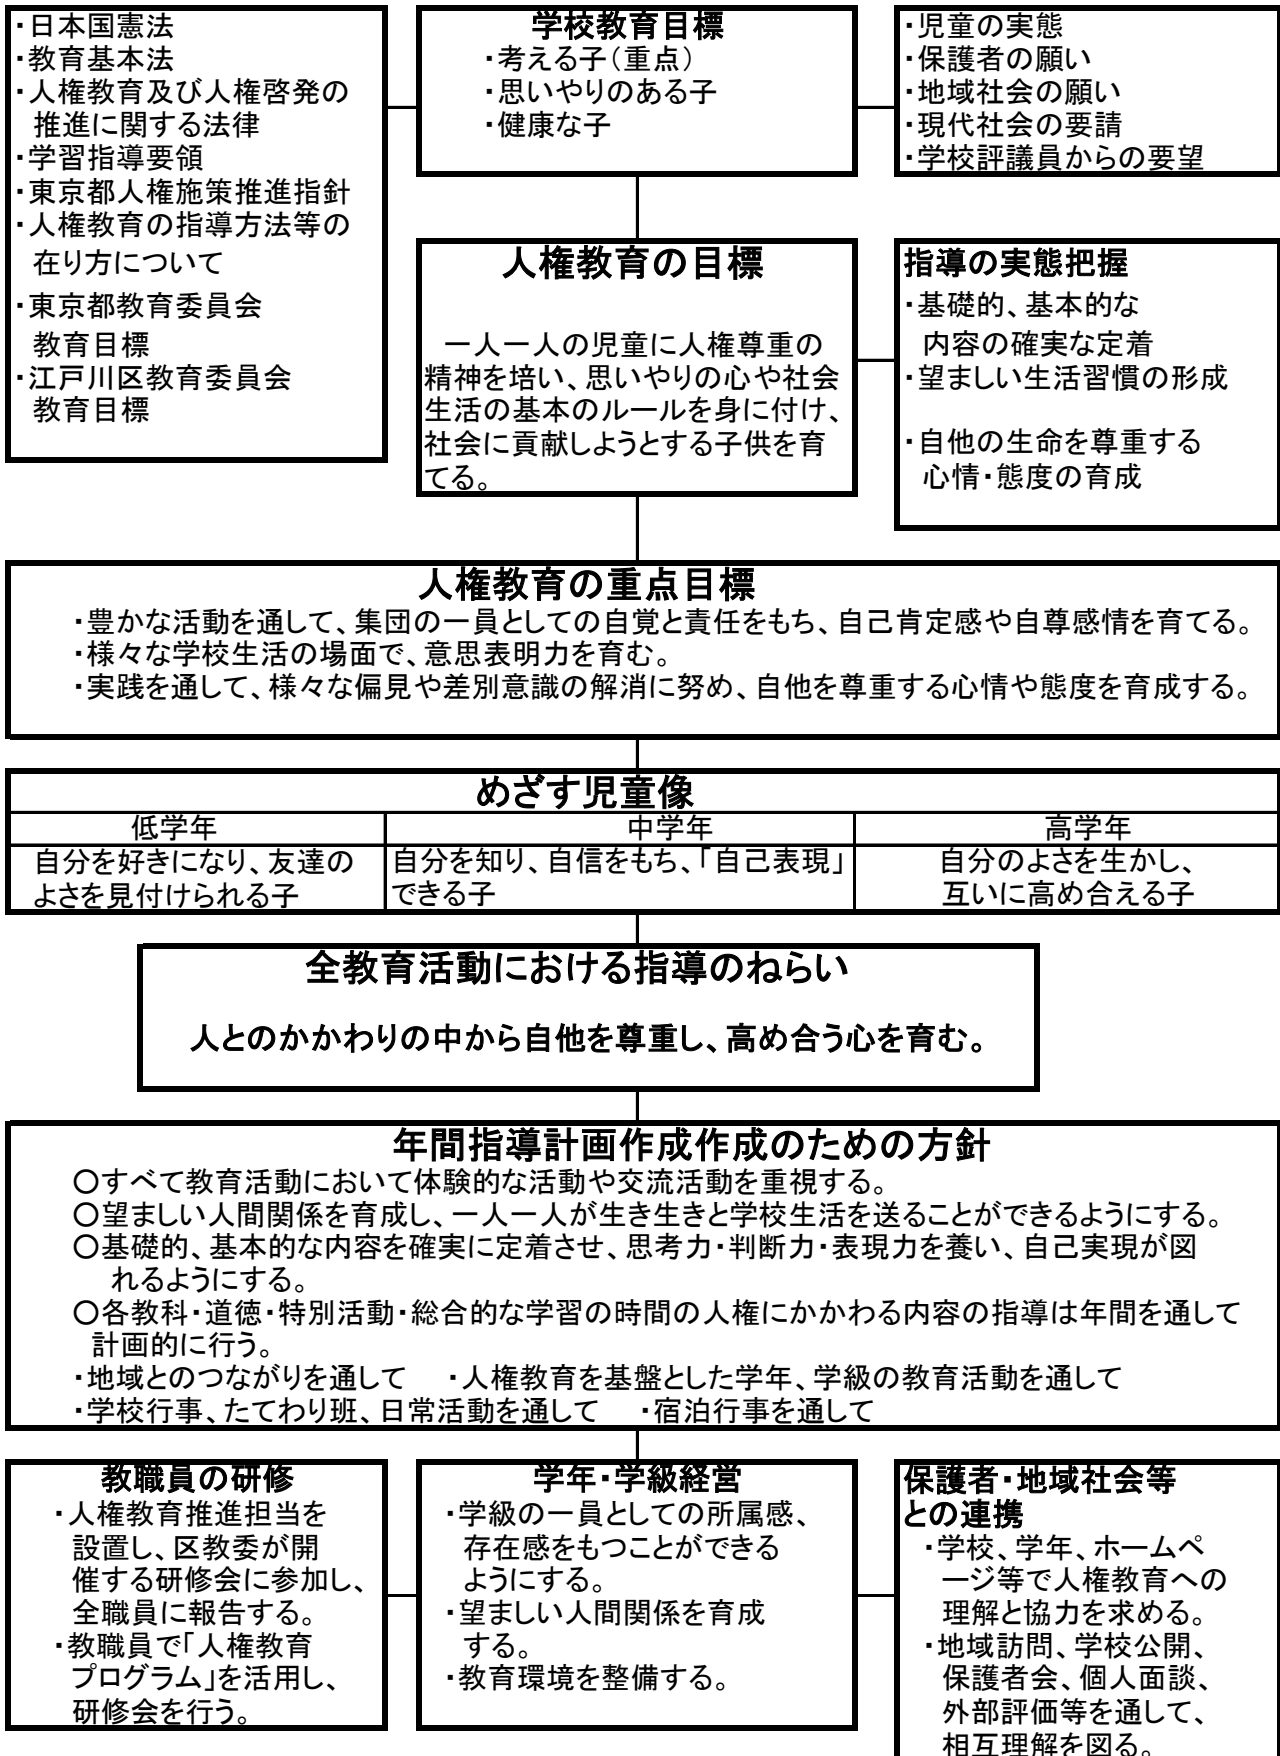 ・日本国憲法
・教育基本法
・人権教育及び人権啓発の
推進に関する法律
・学習指導要領
・東京都人権施策推進指針
・人権教育の指導方法等の
在り方について
・東京都教育委員会
教育目標
・江戸川区教育委員会
教育目標
学校教育目標
・考える子（重点）
・思いやりのある子
・健康な子
・児童の実態
・保護者の願い
・地域社会の願い
・現代社会の要請
・学校評議員からの要望
人権教育の目標
一人一人の児童に人権尊重の
精神を培い、思いやりの心や社会
生活の基本のルールを身に付け、
社会に貢献しようとする子供を育
てる。
指導の実態把握
・基礎的、基本的な
内容の確実な定着
・望ましい生活習慣の形成
・自他の生命を尊重する
心情・態度の育成
人権教育の重点目標
・豊かな活動を通して、集団の一員としての自覚と責任をもち、自己肯定感や自尊感情を育てる。
・様々な学校生活の場面で、意思表明力を育む。
・実践を通して、様々な偏見や差別意識の解消に努め、自他を尊重する心情や態度を育成する。
めざす児童像
低学年
中学年
高学年
自分を好きになり、友達の
よさを見付けられる子
自分を知り、自信をもち、「自己表現」
できる子
自分のよさを生かし、
互いに高め合える子
全教育活動における指導のねらい
人とのかかわりの中から自他を尊重し、高め合う心を育む。
年間指導計画作成作成のための方針
○すべて教育活動において体験的な活動や交流活動を重視する。
○望ましい人間関係を育成し、一人一人が生き生きと学校生活を送ることができるようにする。
○基礎的、基本的な内容を確実に定着させ、思考力・判断力・表現力を養い、自己実現が図
れるようにする。
○各教科・道徳・特別活動・総合的な学習の時間の人権にかかわる内容の指導は年間を通して
計画的に行う。
・地域とのつながりを通して　・人権教育を基盤とした学年、学級の教育活動を通して
・学校行事、たてわり班、日常活動を通して　・宿泊行事を通して
教職員の研修
・人権教育推進担当を
設置し、区教委が開
催する研修会に参加し、
全職員に報告する。
・教職員で「人権教育
プログラム」を活用し、
研修会を行う。
学年・学級経営
・学級の一員としての所属感、
存在感をもつことができる
ようにする。
・望ましい人間関係を育成
する。
・教育環境を整備する。
保護者・地域社会等
との連携
・学校、学年、ホームペ
ージ等で人権教育への
理解と協力を求める。
・地域訪問、学校公開、
保護者会、個人面談、
外部評価等を通して、
相互理解を図る。